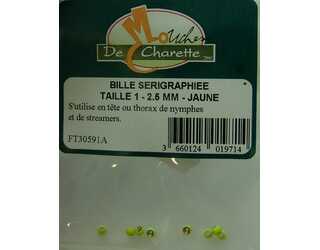 Mouches
De Charette
BILLE SERIGRAPHIEE
TAILLE 1 - 2.5 MM - JAUNE
S'utilise en tête ou thorax de nymphes
et de streamers.
FT30591A
3 660124 019714